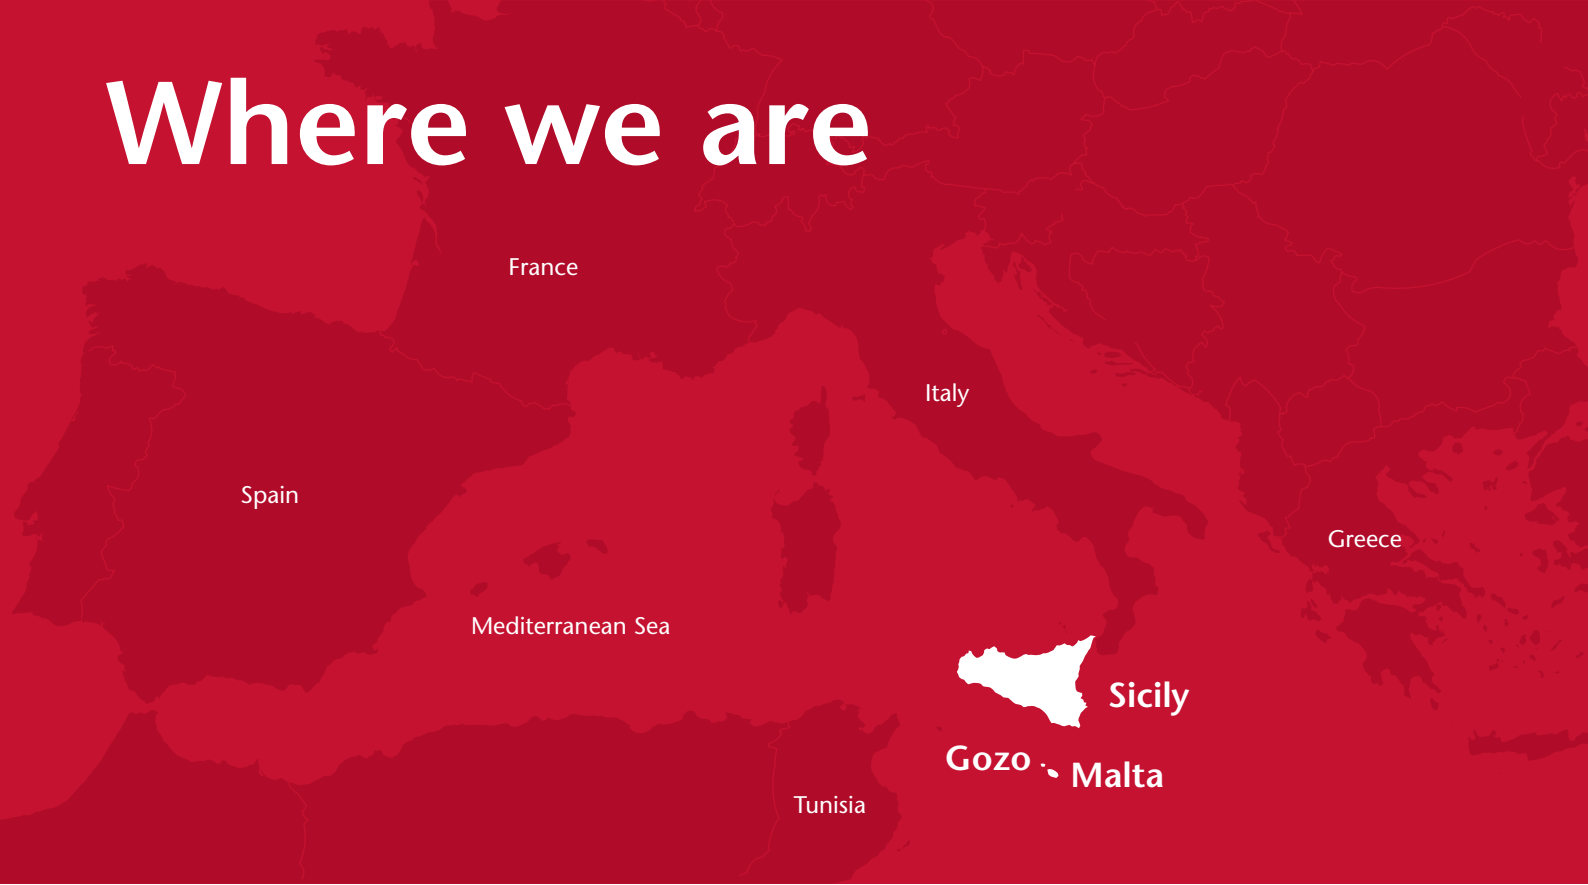 Where we are
France
Italy
Spain
Greece
Mediterranean Sea
Sicily
Gozo
Malta
Tunisia